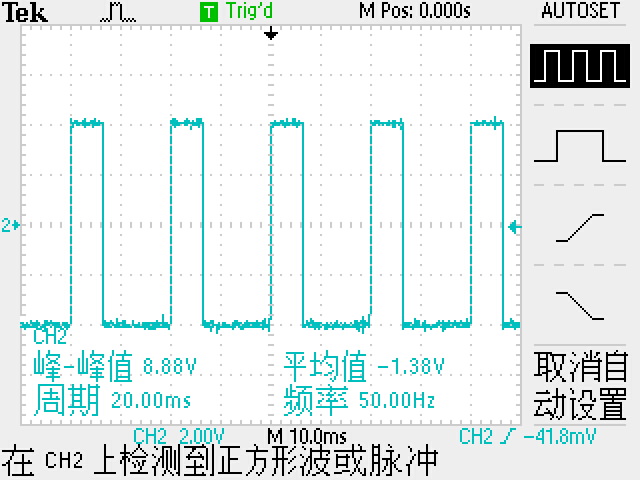 Tek T Trig'd M Pos: 0.000s AUTOSET
2
CH2
峰-峰值 8.88V 平均值 -1.38V
周期 20.00ms 频率 50.00Hz
取消自
动设置
CH2 2.00V M 10.0ms CH2 -41.8mV
在 CH2 上检测到正方形波或脉冲